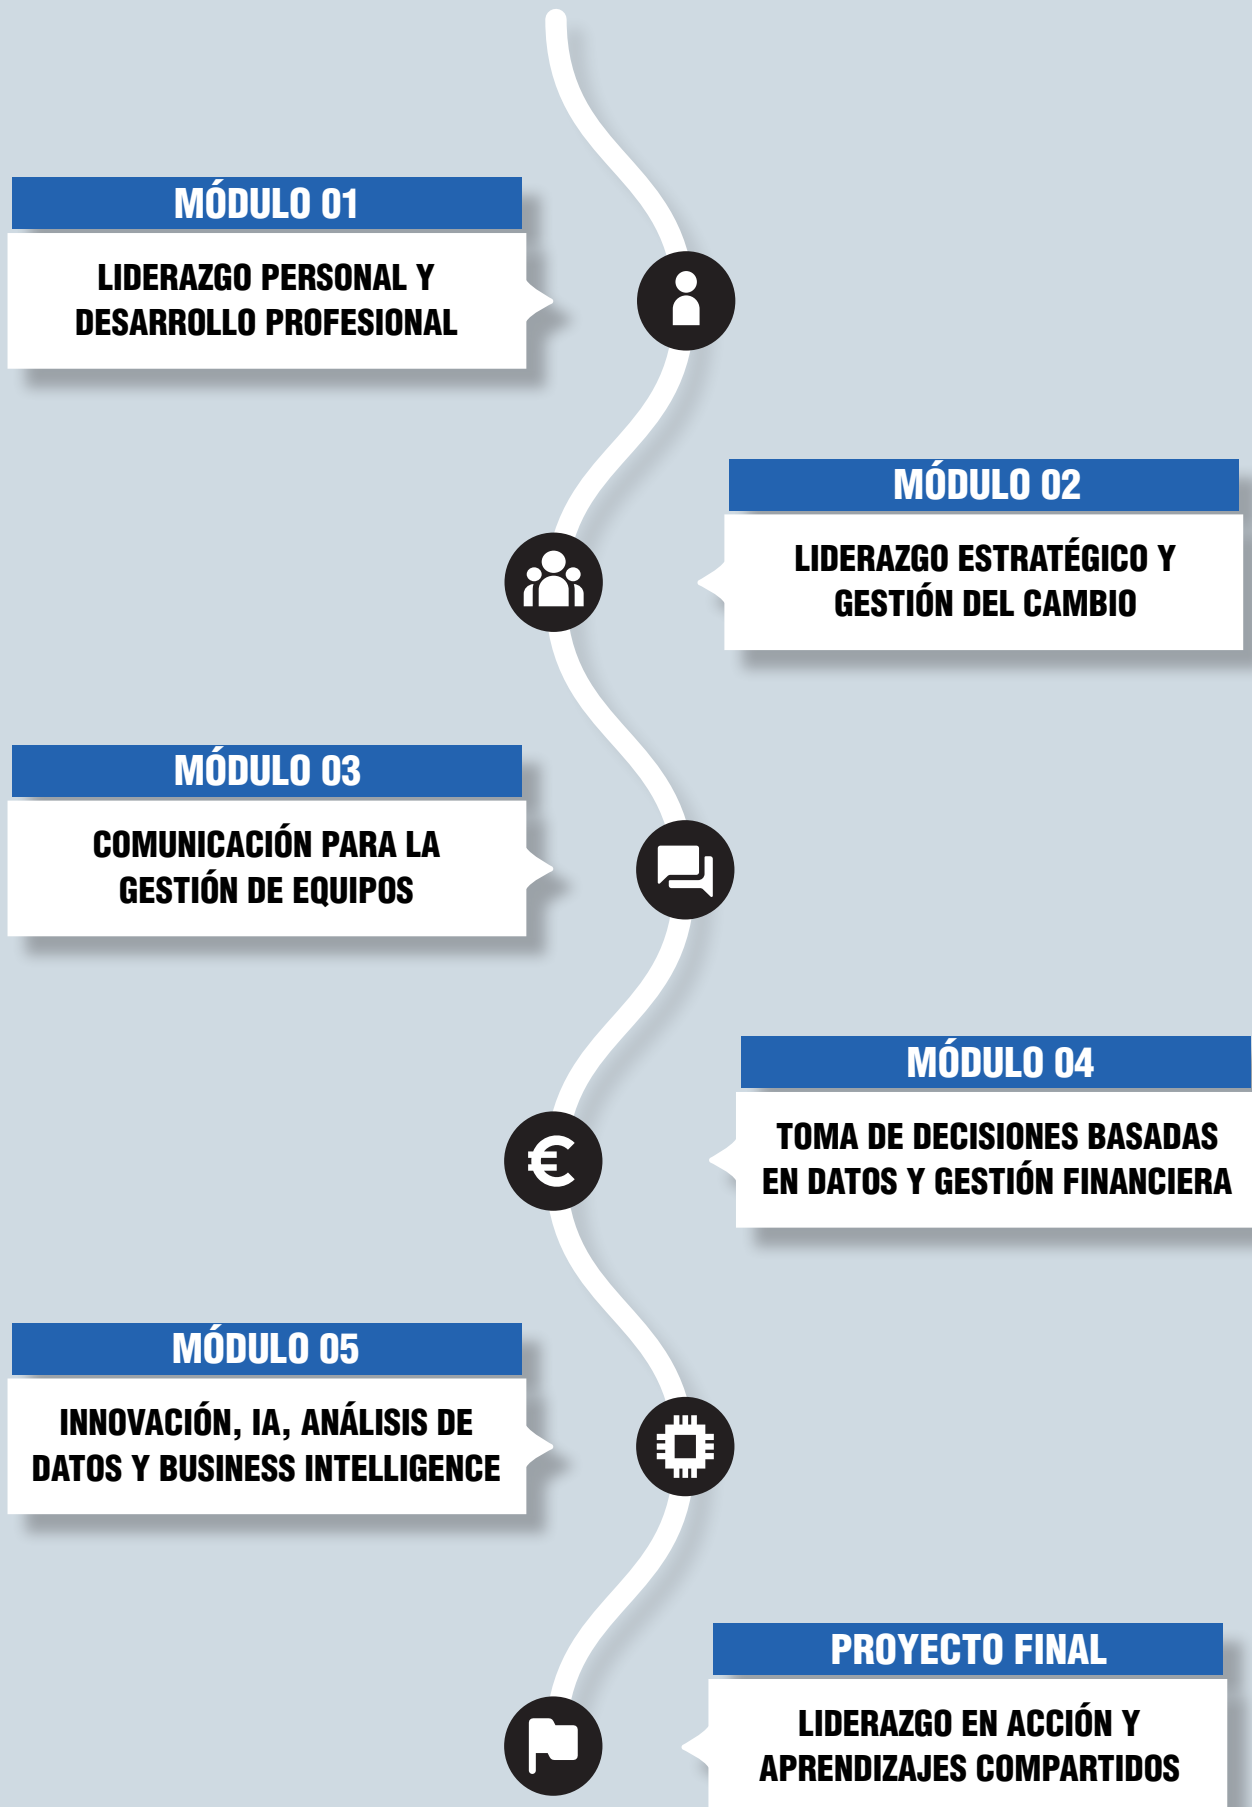 MÓDULO 01
LIDERAZGO PERSONAL Y
DESARROLLO PROFESIONAL
MÓDULO 02
LIDERAZGO ESTRATÉGICO Y
GESTIÓN DEL CAMBIO
MÓDULO 03
COMUNICACIÓN PARA LA
GESTIÓN DE EQUIPOS
MÓDULO 04
TOMA DE DECISIONES BASADAS
EN DATOS Y GESTIÓN FINANCIERA
€
MÓDULO 05
INNOVACIÓN, IA, ANÁLISIS DE
DATOS Y BUSINESS INTELLIGENCE
PROYECTO FINAL
LIDERAZGO EN ACCIÓN Y
APRENDIZAJES COMPARTIDOS